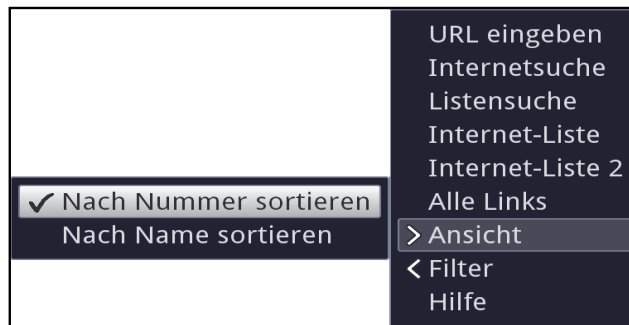 URL eingeben
Internetsuche
Listensuche
Internet-Liste
Internet-Liste 2
Alle Links
Ansicht
Filter
Hilfe
Nach Nummer sortieren
Nach Name sortieren